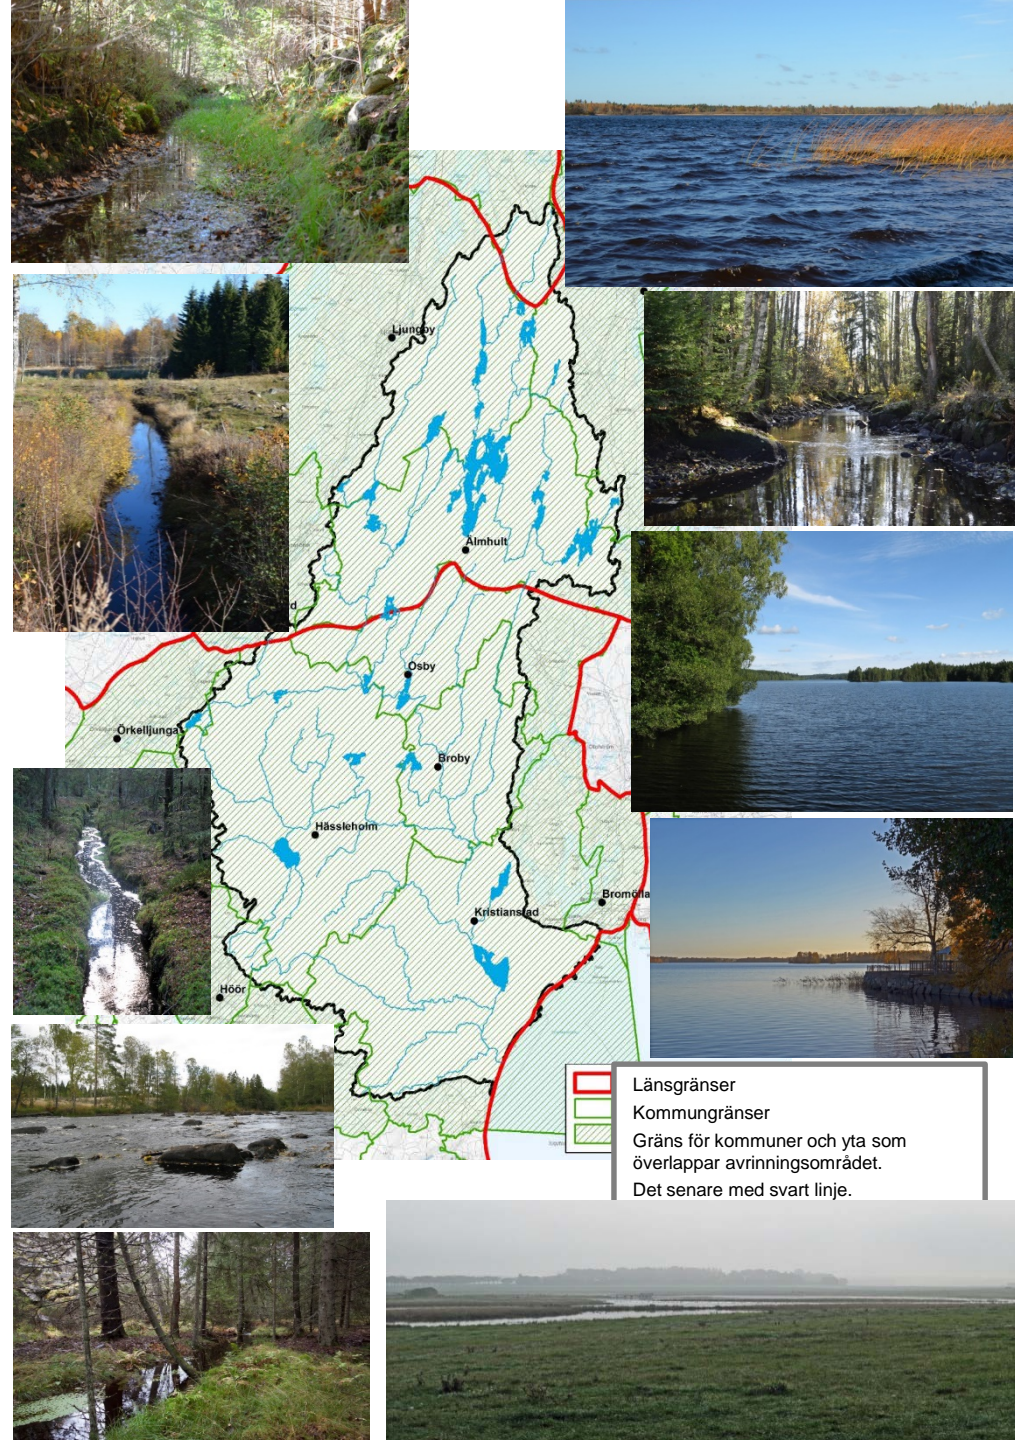 Ljungby
Älmhult
Osby
Örkelljunga
Broby
Hässleholm
Bromölla
Kristianstad
Höör
Länsgränser
Kommungränser
Gräns för kommuner och yta som
överlappar avrinningsområdet.
Det senare med svart linje.